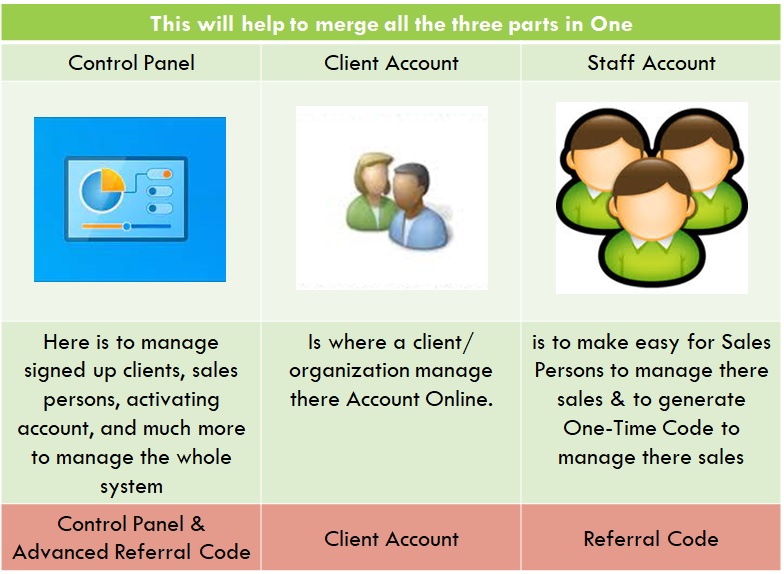 This will help to merge all the three parts in One
Control Panel
Client Account
Staff Account
Here is to manage
signed up clients, sales
persons, activating
account, and much more
to manage the whole
system
Is where a client/
organization manage
there Account Online.
is to make easy for Sales
Persons to manage there
sales & to generate
One-Time Code to
manage there sales
Control Panel &
Advanced Referral Code
Client Account
Referral Code